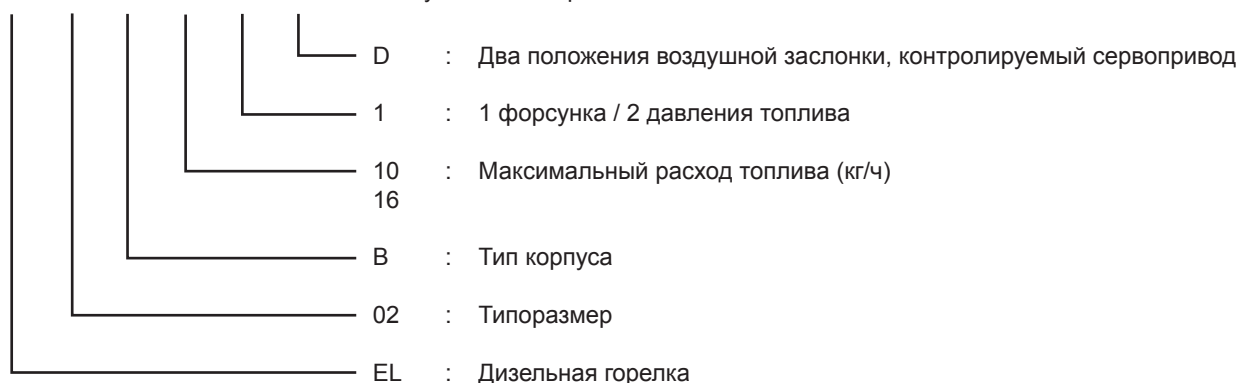 D : Два положения воздушной заслонки, контролируемый сервопривод
1 : 1 форсунка / 2 давления топлива
10 : Максимальный расход топлива (кг/ч)
16
B : Тип корпуса
02 : Типоразмер
EL : Дизельная горелка